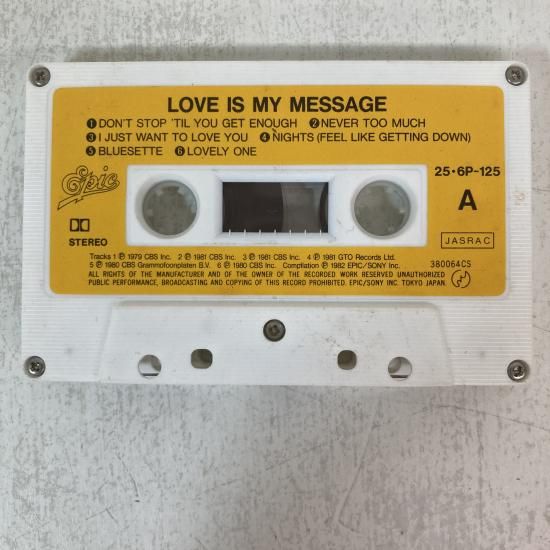 LOVE IS MY MESSAGE
❶DON'T STOP 'TIL YOU GET ENOUGH ❷NEVER TOO MUCH
❸I JUST WANT TO LOVE YOU ❹NIGHTS (FEEL LIKE GETTING DOWN)
❺BLUESETTE ❻LOVELY ONE
Epic
25・6P-125
A
STEREO
JASRAC
Tracks 1 ℗ 1979 CBS Inc. 2 ℗ 1981 CBS Inc. 3 ℗ 1981 CBS Inc. 4 ℗ 1981 GTO Records Ltd.
5 ℗ 1980 CBS Grammofoonplaten B.V. 6 ℗ 1980 CBS Inc. Compilation ℗ 1982 EPIC/SONY Inc.
380064CS
ALL RIGHTS OF THE MANUFACTURER AND OF THE OWNER OF THE RECORDED WORK RESERVED UNAUTHORIZED
PUBLIC PERFORMANCE, BROADCASTING AND COPYING OF THIS RECORD PROHIBITED. EPIC/SONY INC. TOKYO JAPAN.